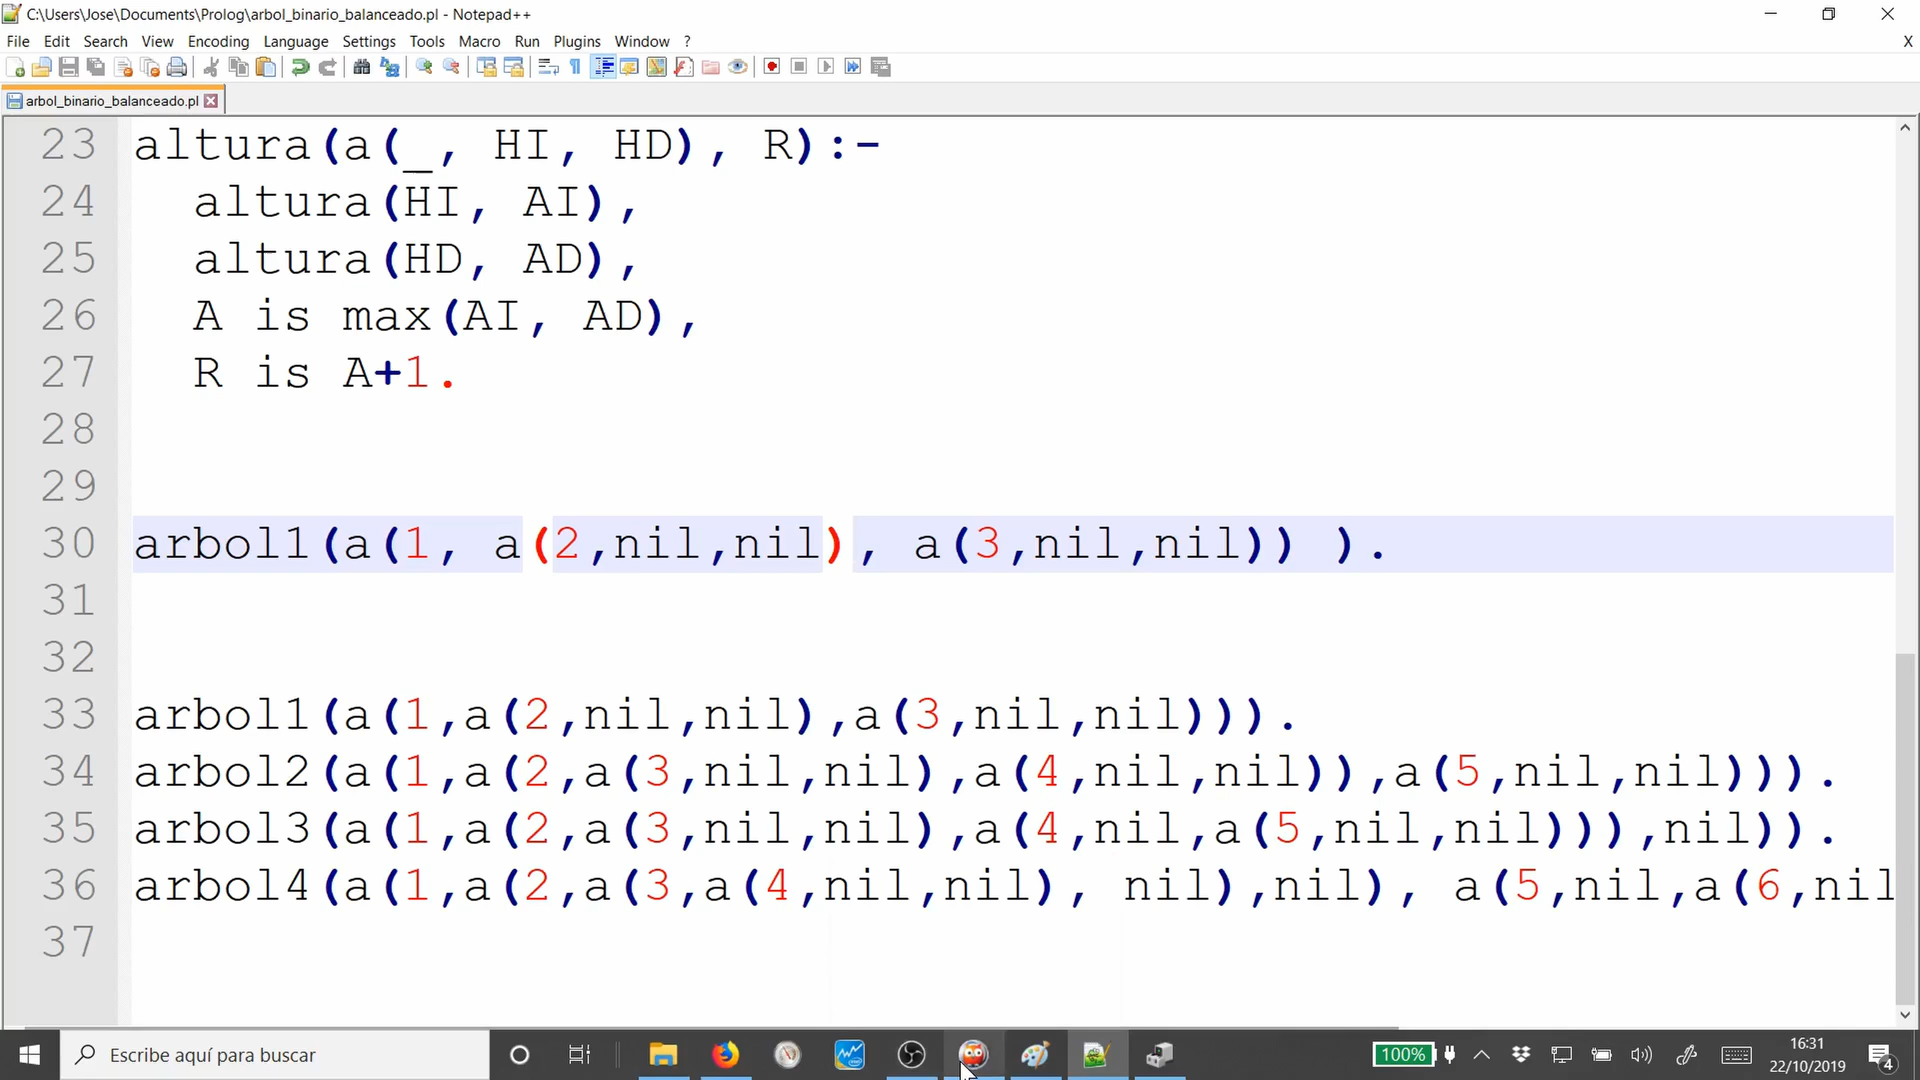 C:\Users\Jose\Documents\Prolog\arbol_binario_balanceado.pl - Notepad++
File Edit Search View Encoding Language Settings Tools Macro Run Plugins Window ? X
arbol_binario_balanceado.pl
23 altura(a(_, HI, HD), R):-
24 altura(HI, AI),
25 altura(HD, AD),
26 A is max(AI, AD),
27 R is A+1.
28
29
30 arbol1(a(1, a(2,nil,nil), a(3,nil,nil)) ).
31
32
33 arbol1(a(1,a(2,nil,nil),a(3,nil,nil))).
34 arbol2(a(1,a(2,a(3,nil,nil),a(4,nil,nil)),a(5,nil,nil))).
35 arbol3(a(1,a(2,a(3,nil,nil),a(4,nil,a(5,nil,nil))),nil)).
36 arbol4(a(1,a(2,a(3,a(4,nil,nil), nil),nil), a(5,nil,a(6,nil
37
Escribe aquí para buscar
100%
16:31
22/10/2019
4